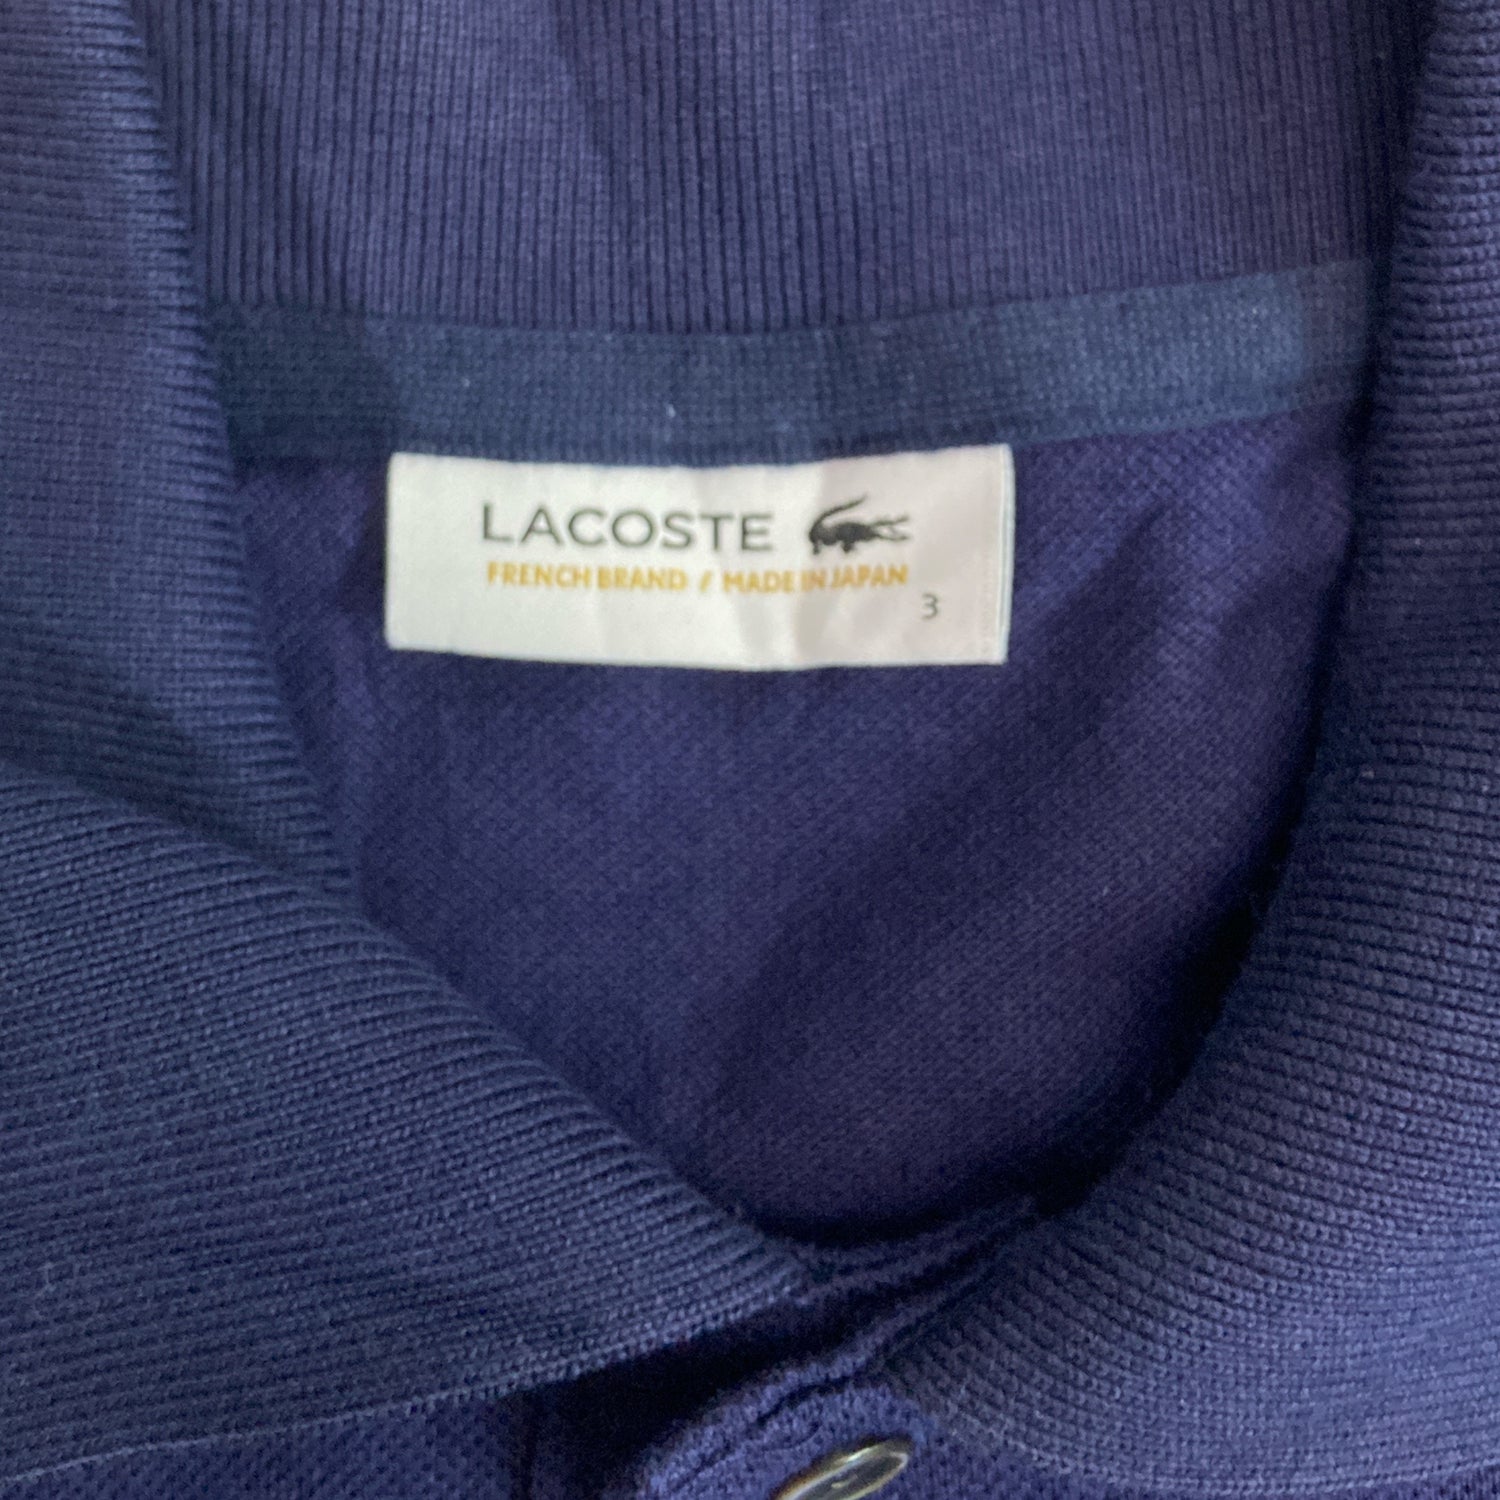 LACOSTE
FRENCH BRAND / MADE IN JAPAN
3